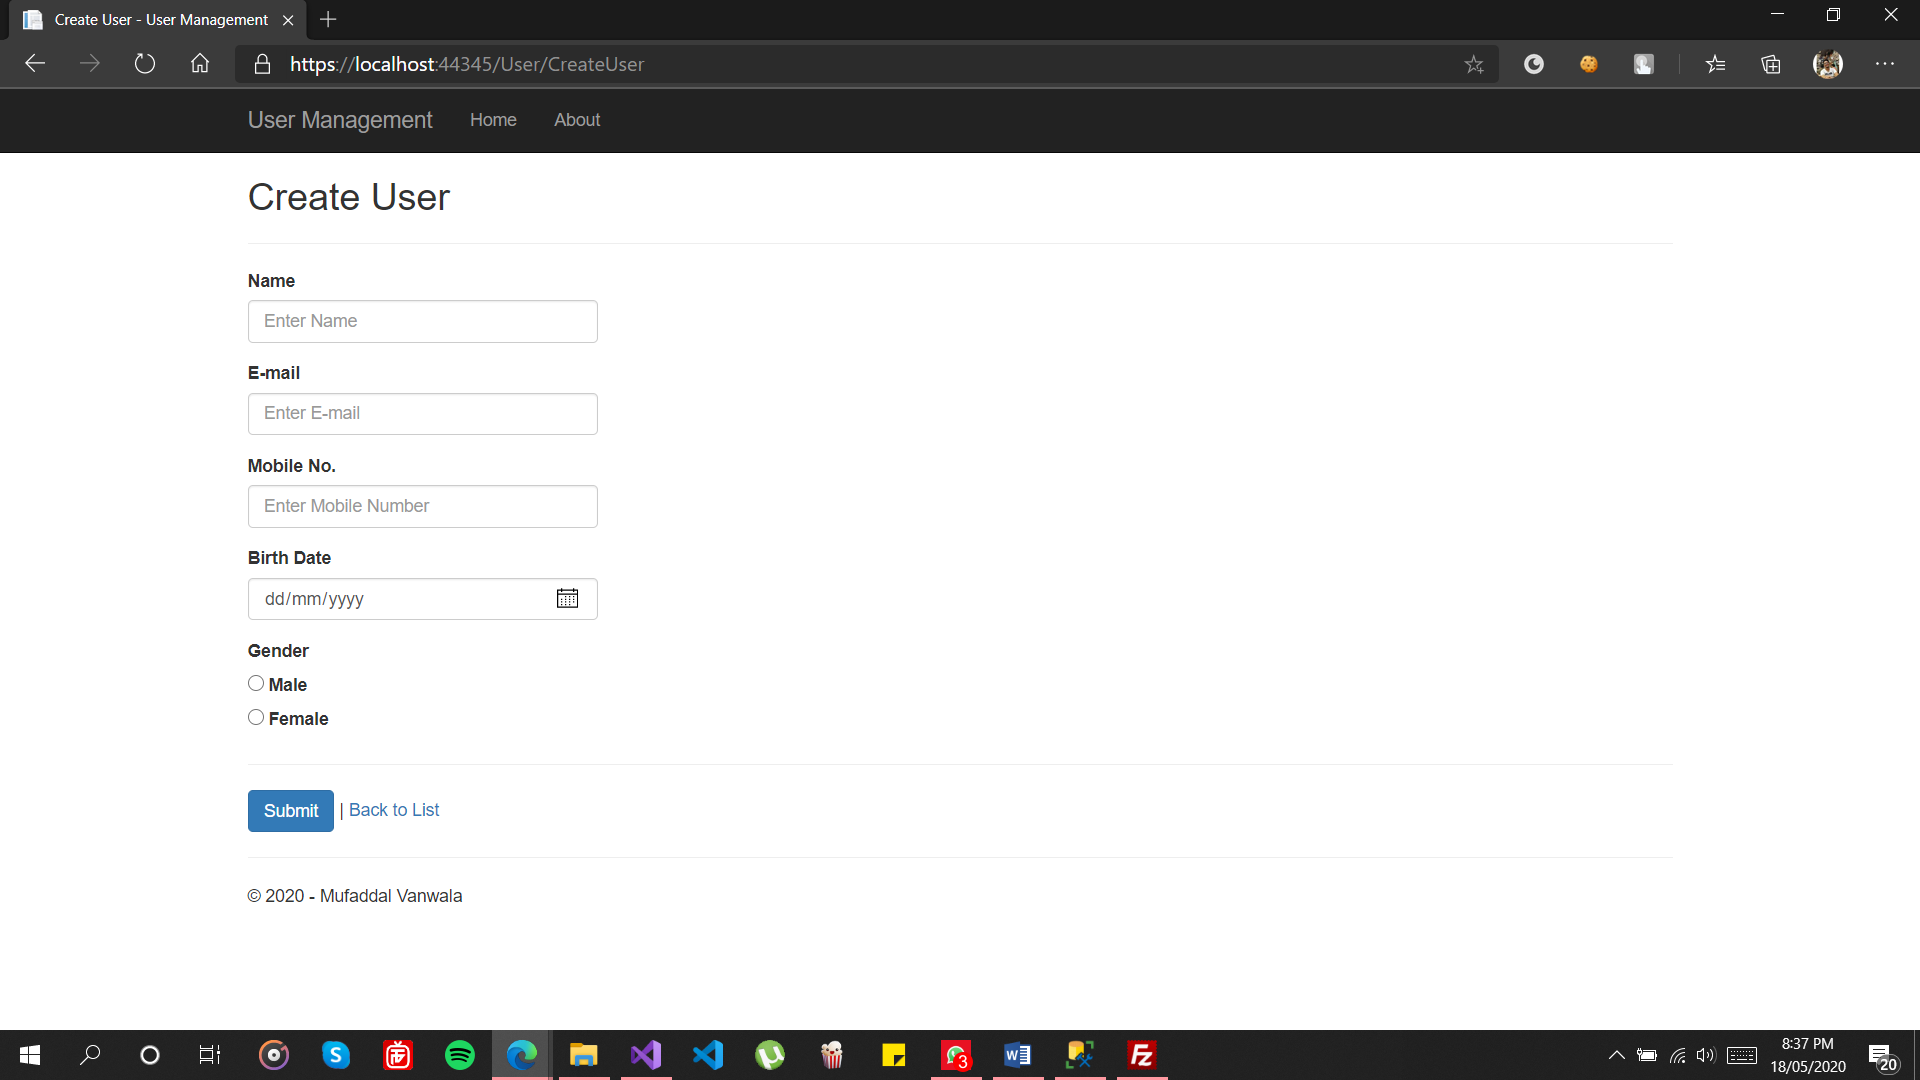 Create User - User Management
https://localhost:44345/User/CreateUser
User Management Home About
Create User
Name
Enter Name
E-mail
Enter E-mail
Mobile No.
Enter Mobile Number
Birth Date
dd/mm/yyyy
Gender
Male
Female
Submit | Back to List
© 2020 - Mufaddal Vanwala
3
8:37 PM
18/05/2020
20